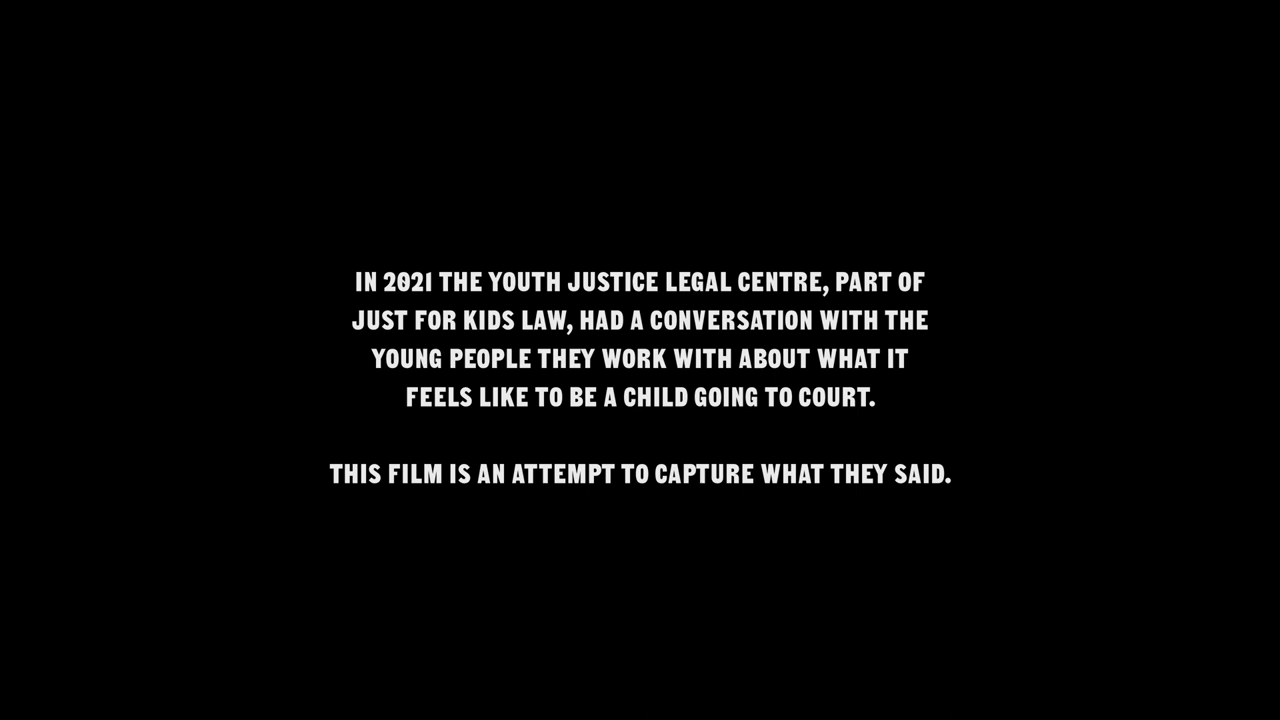 IN 2021 THE YOUTH JUSTICE LEGAL CENTRE, PART OF
JUST FOR KIDS LAW, HAD A CONVERSATION WITH THE
YOUNG PEOPLE THEY WORK WITH ABOUT WHAT IT
FEELS LIKE TO BE A CHILD GOING TO COURT.
THIS FILM IS AN ATTEMPT TO CAPTURE WHAT THEY SAID.